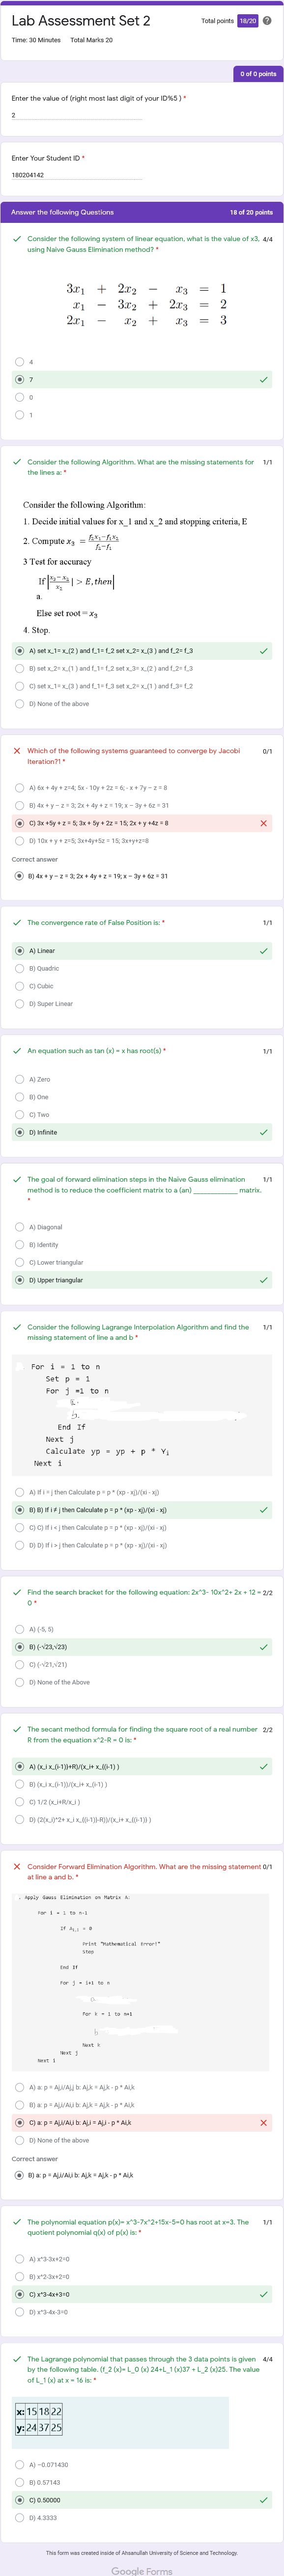 Lab Assessment Set 2
Total points 18/20
Time: 30 Minutes Total Marks 20
0 of 0 points
Enter the value of (right most last digit of your ID%5 ) *
2
Enter Your Student ID *
180204142
Answer the following Questions 18 of 20 points
Consider the following system of linear equation, what is the value of x3, 4/4
using Naive Gauss Elimination method? *
3x1 + 2x2 − x3 = 1
x1 − 3x2 + 2x3 = 2
2x1 − x2 + x3 = 3
4
7
0
1
Consider the following Algorithm. What are the missing statements for 1/1
the lines a: *
Consider the following Algorithm:
1. Decide initial values for x_1 and x_2 and stopping criteria, E
2. Compute x3 = f2x1−f1x2 / f2−f1
3 Test for accuracy
If | | > E, then|
a.
Else set root = x3
4. Stop.
A) set x_1= x_(2 ) and f_1= f_2 set x_2= x_(3 ) and f_2= f_3
B) set x_2= x_(1 ) and f_1= f_2 set x_3= x_(2 ) and f_2= f_3
C) set x_1= x_(3 ) and f_1= f_3 set x_2= x_(1 ) and f_3= f_2
D) None of the above
Which of the following systems guaranteed to converge by Jacobi 0/1
Iteration?1 *
A) 6x + 4y + z=4; 5x - 10y + 2z = 6; - x + 7y – z = 8
B) 4x + y – z = 3; 2x + 4y + z = 19; x – 3y + 6z = 31
C) 3x +5y + z = 5; 3x + 5y + 2z = 15; 2x + y +4z = 8
D) 10x + y + z=5; 3x+4y+5z = 15; 3x+y+z=8
Correct answer
B) 4x + y – z = 3; 2x + 4y + z = 19; x – 3y + 6z = 31
The convergence rate of False Position is: * 1/1
A) Linear
B) Quadric
C) Cubic
D) Super Linear
An equation such as tan (x) = x has root(s) * 1/1
A) Zero
B) One
C) Two
D) Infinite
The goal of forward elimination steps in the Naïve Gauss elimination 1/1
method is to reduce the coefficient matrix to a (an) _____________ matrix.
*
A) Diagonal
B) Identity
C) Lower triangular
D) Upper triangular
Consider the following Lagrange Interpolation Algorithm and find the 1/1
missing statement of line a and b *
For i = 1 to n
Set p = 1
For j =1 to n
End If
Next j
Calculate yp = yp + p * Yi
Next i
A) If i = j then Calculate p = p * (xp - xj)/(xi - xj)
B) B) If i ≠ j then Calculate p = p * (xp - xj)/(xi - xj)
C) C) If i < j then Calculate p = p * (xp - xj)/(xi - xj)
D) D) If i > j then Calculate p = p * (xp - xj)/(xi - xj)
Find the search bracket for the following equation: 2x^3- 10x^2+ 2x + 12 = 2/2
0 *
A) (-5, 5)
B) (-√23,√23)
C) (-√21,√21)
D) None of the Above
The secant method formula for finding the square root of a real number 2/2
R from the equation x^2-R = 0 is: *
A) (x_i x_(i-1))+R)/(x_i+ x_((i-1) )
B) (x_i x_(i-1))/(x_i+ x_(i-1) )
C) 1/2 (x_i+R/x_i )
D) (2(x_i)^2+ x_i x_((i-1))-R))/(x_i+ x_((i-1)) )
Consider Forward Elimination Algorithm. What are the missing statement 0/1
at line a and b. *
. Apply Gauss Elimination on Matrix A:
For i = 1 to n-1
If Ai,i = 0
Print "Mathematical Error!"
Stop
End If
For j = i+1 to n
For k = 1 to n+1
Next k
Next j
Next i
A) a: p = Aj,i/Aj,j b: Aj,k = Aj,k - p * Ai,k
B) a: p = Aj,i/Ai,i b: Aj,k = Aj,k - p * Ai,k
C) a: p = Aj,i/Ai,i b: Aj,i = Aj,i - p * Ai,k
D) None of the above
Correct answer
B) a: p = Aj,i/Ai,i b: Aj,k = Aj,k - p * Ai,k
The polynomial equation p(x)= x^3-7x^2+15x-5=0 has root at x=3. The 1/1
quotient polynomial q(x) of p(x) is: *
A) x^3-3x+2=0
B) x^2-3x+2=0
C) x^3-4x+3=0
D) x^3-4x-3=0
The Lagrange polynomial that passes through the 3 data points is given 4/4
by the following table. (f_2 (x)= L_0 (x) 24+L_1 (x)37 + L_2 (x)25. The value
of L_1 (x) at x = 16 is: *
x: 15 18 22
y: 24 37 25
A) –0.071430
B) 0.57143
C) 0.50000
D) 4.3333
This form was created inside of Ahsanullah University of Science and Technology.
Google Forms